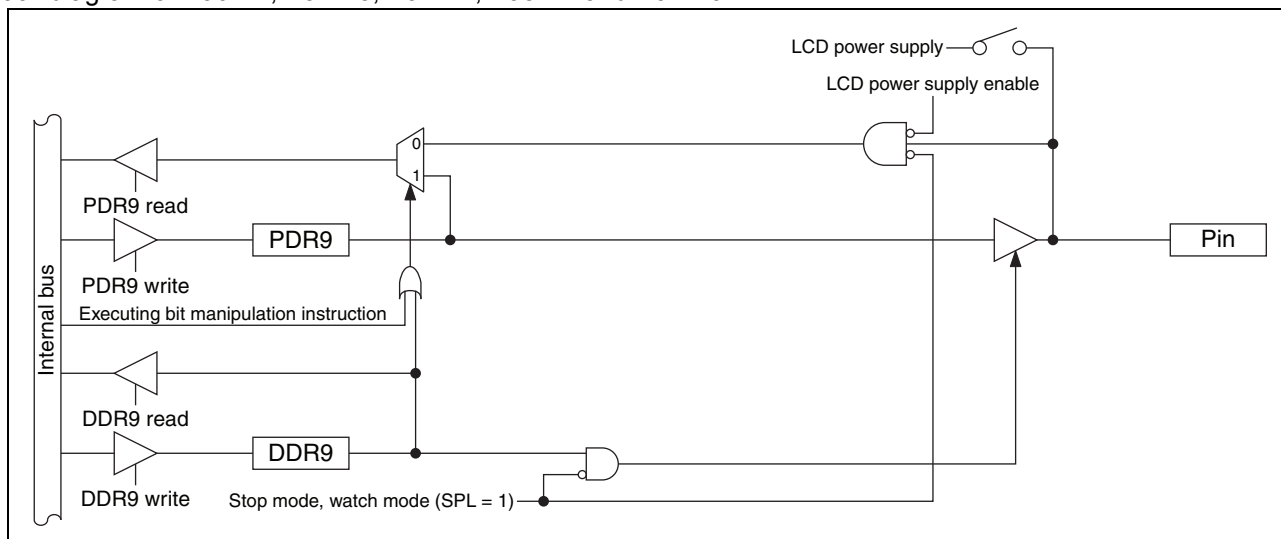 LCD power supply
LCD power supply enable
0
1
PDR9 read
PDR9
Pin
PDR9 write
Executing bit manipulation instruction
Internal bus
DDR9 read
DDR9
DDR9 write
Stop mode, watch mode (SPL = 1)